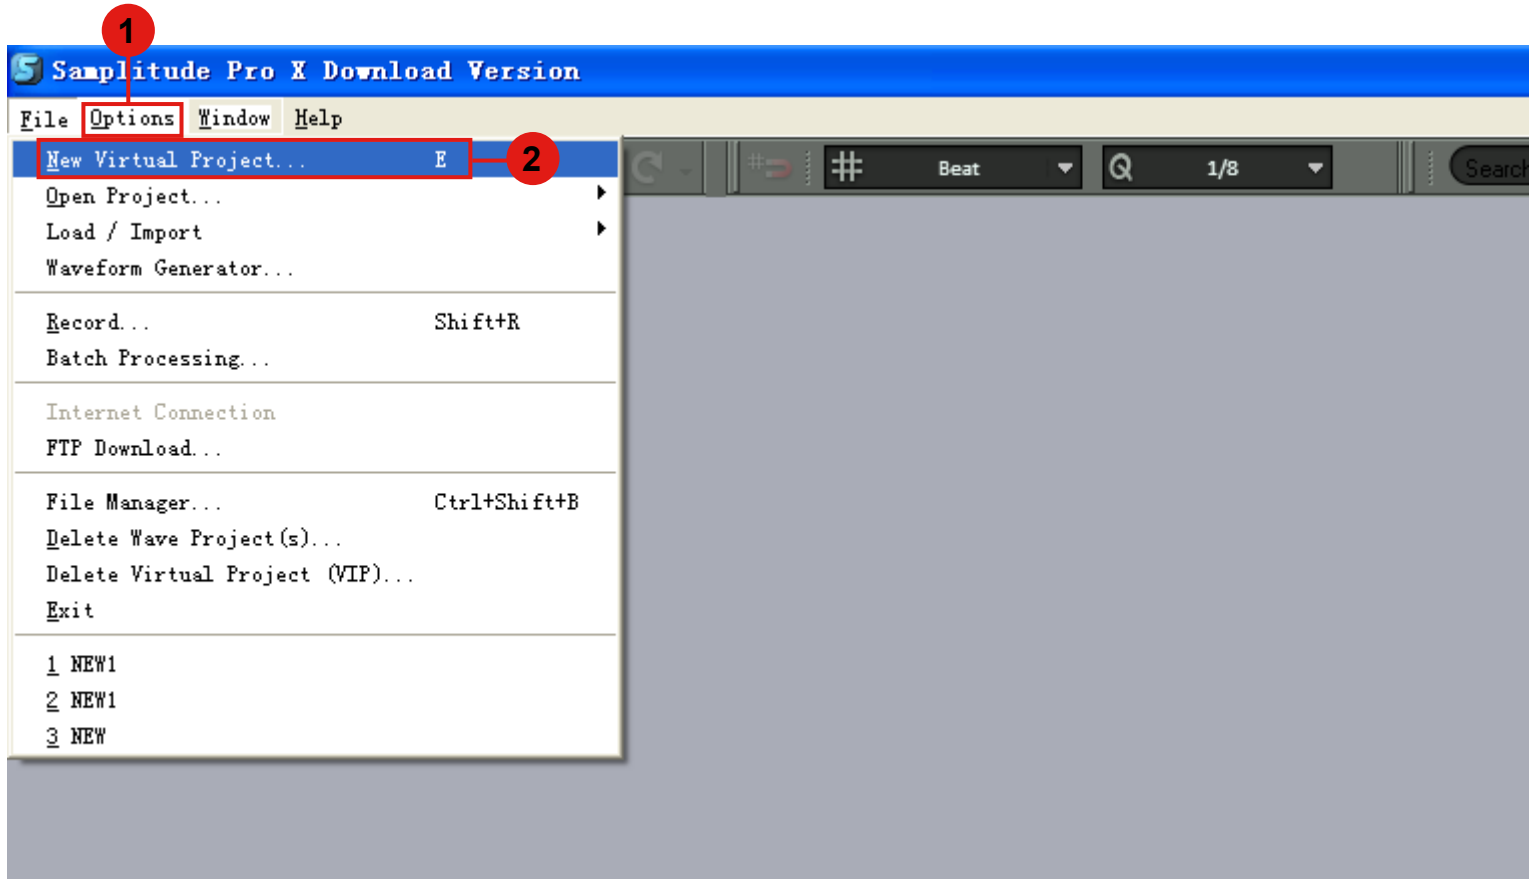 1
Samplitude Pro X Download Version
File Options Window Help
New Virtual Project... E
2
Beat
Q 1/8
Search
Open Project...
Load / Import
Waveform Generator...
Record... Shift+R
Batch Processing...
Internet Connection
FTP Download...
File Manager... Ctrl+Shift+B
Delete Wave Project(s)...
Delete Virtual Project (VIP)...
Exit
1 NEW1
2 NEW1
3 NEW